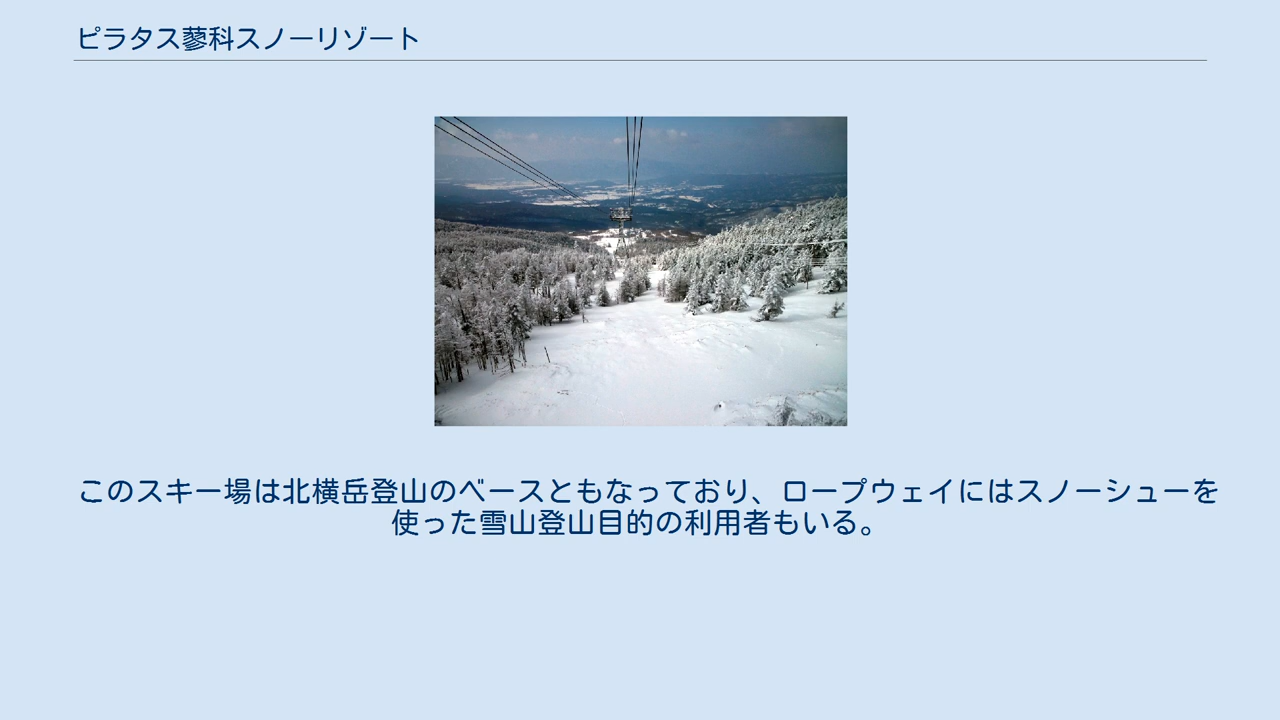 ピラタス蓼科スノーリゾート
このスキー場は北横岳登山のベースともなっており、ロープウェイにはスノーシューを
使った雪山登山目的の利用者もいる。